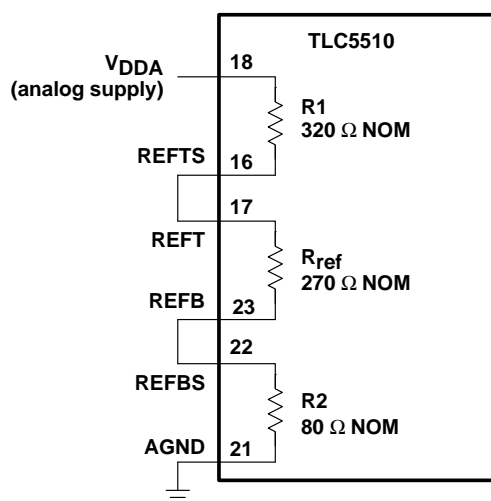 TLC5510
VDDA
(analog supply)
18
R1
320 Ω NOM
REFTS
16
17
REFT
Rref
270 Ω NOM
REFB
23
22
REFBS
R2
80 Ω NOM
AGND
21